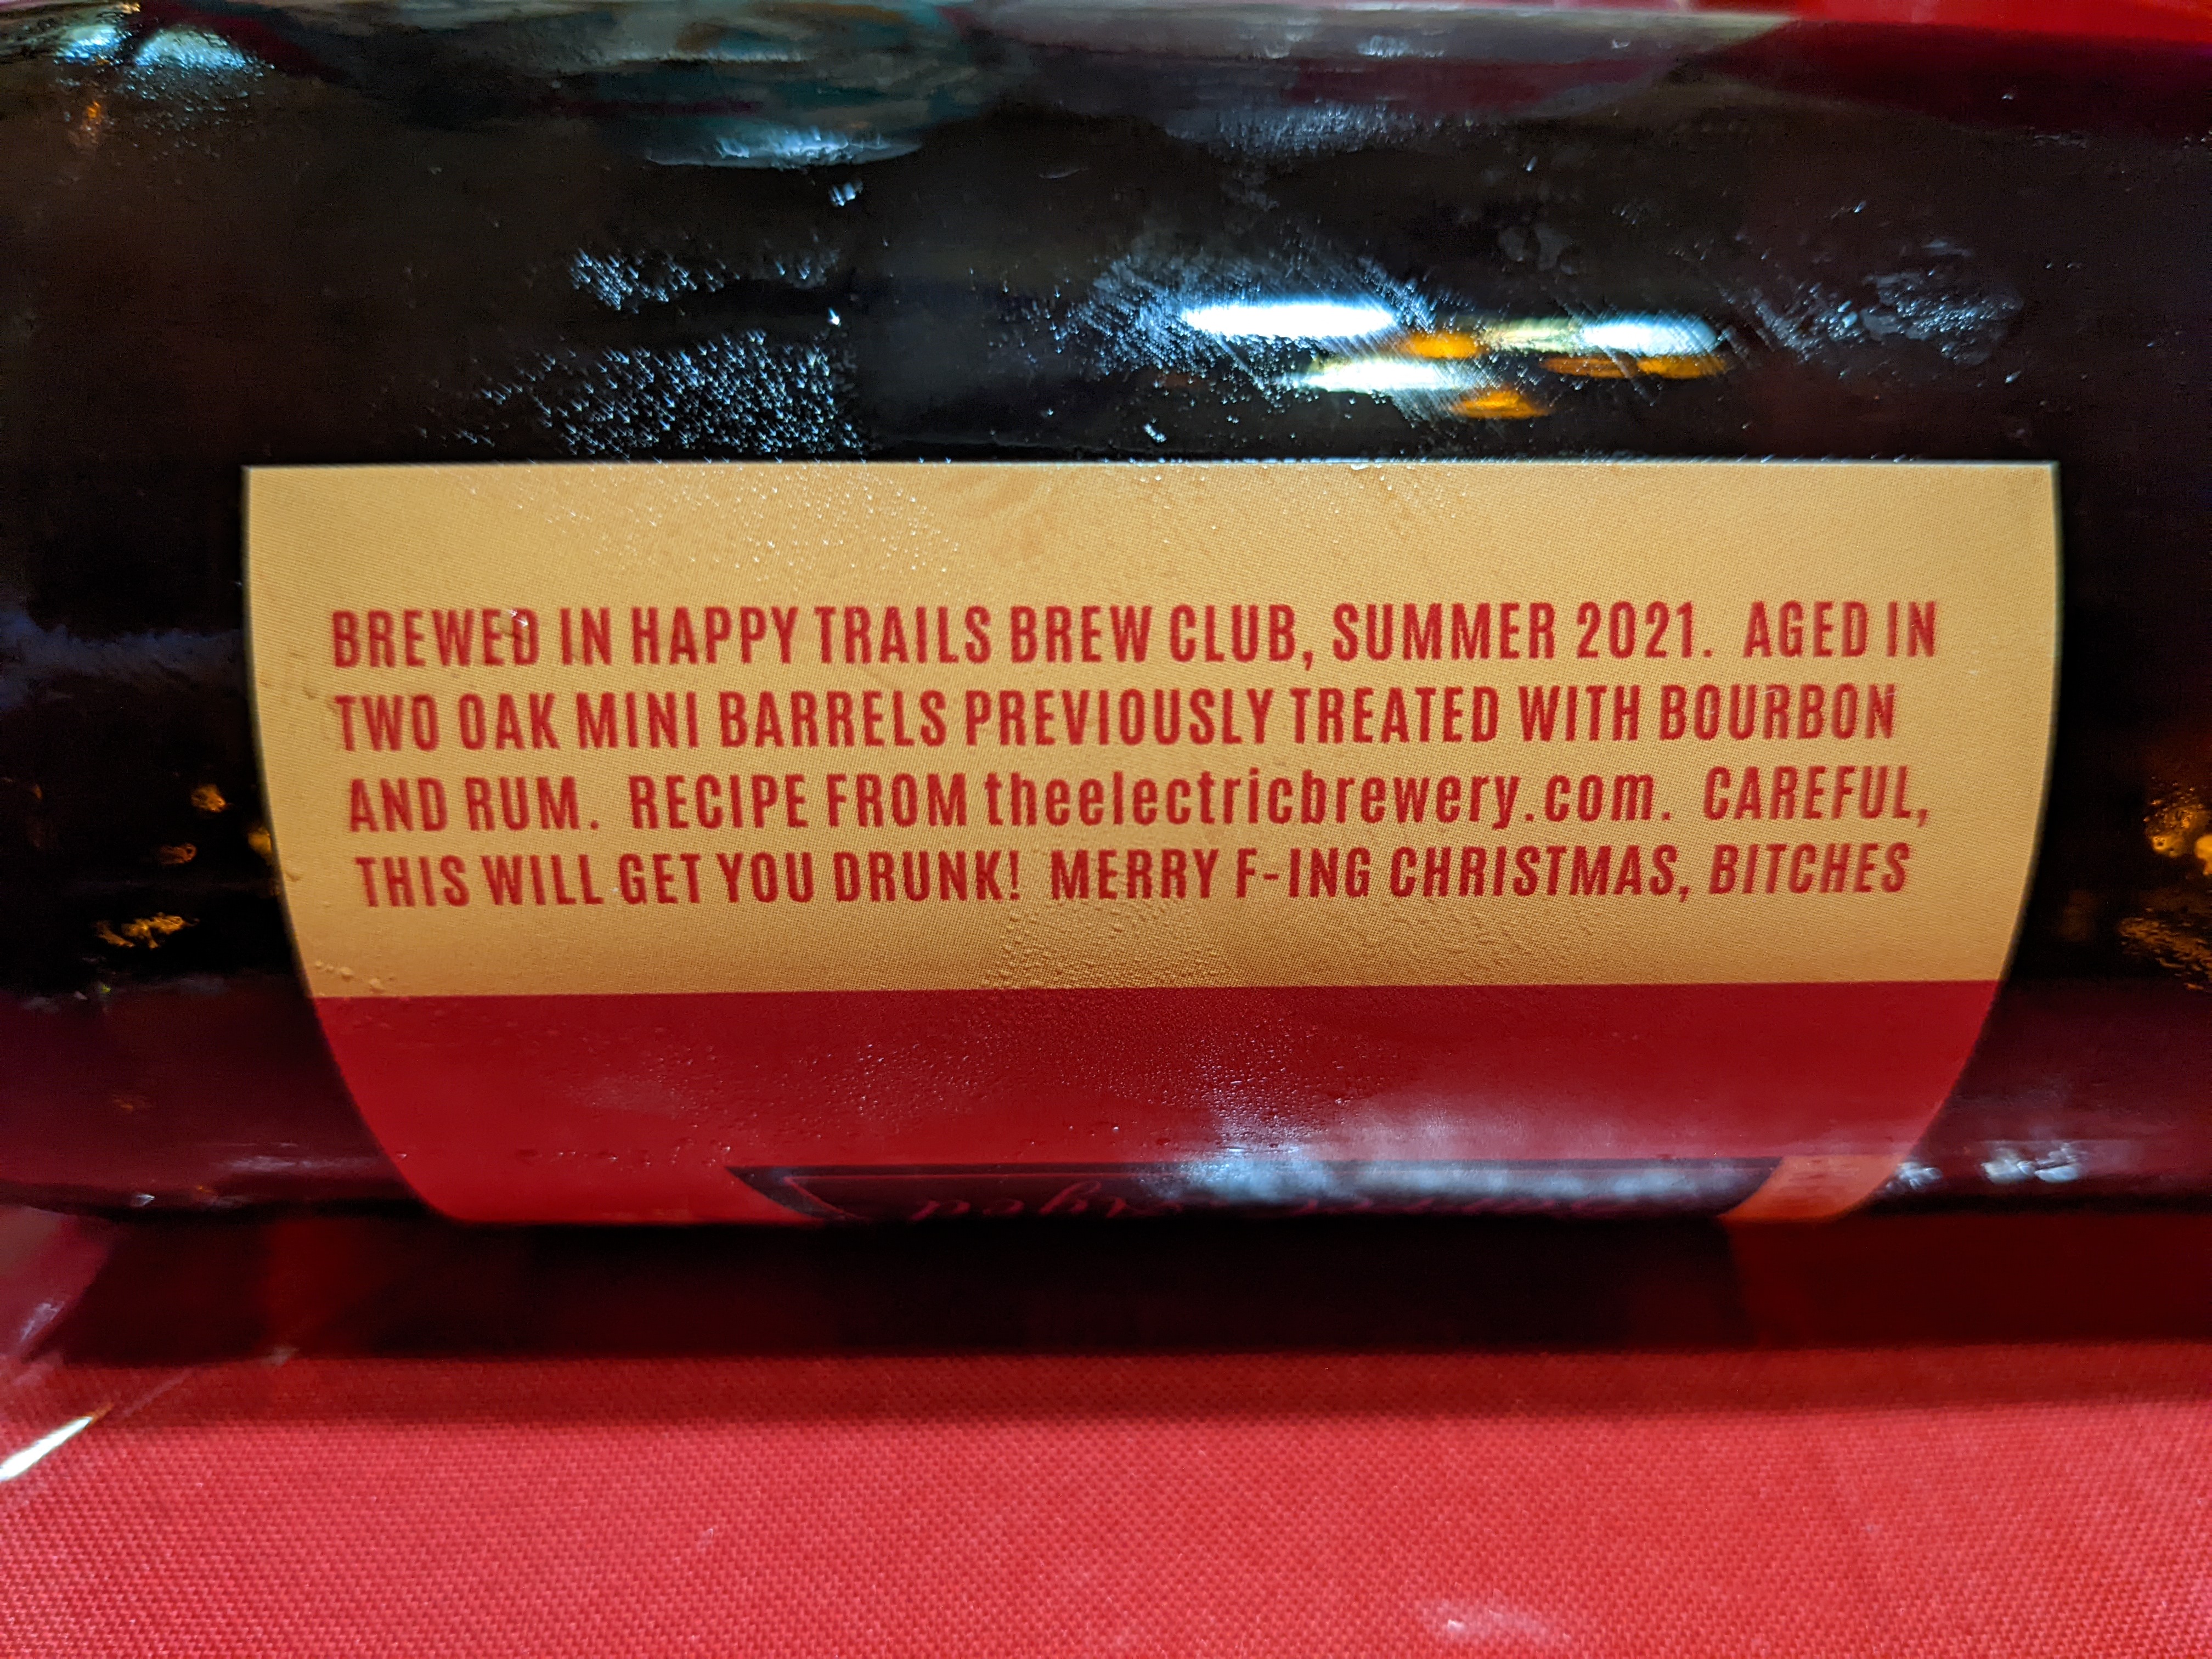 BREWED IN HAPPY TRAILS BREW CLUB, SUMMER 2021. AGED IN
TWO OAK MINI BARRELS PREVIOUSLY TREATED WITH BOURBON
AND RUM. RECIPE FROM theelectricbrewery.com. CAREFUL,
THIS WILL GET YOU DRUNK! MERRY F-ING CHRISTMAS, BITCHES